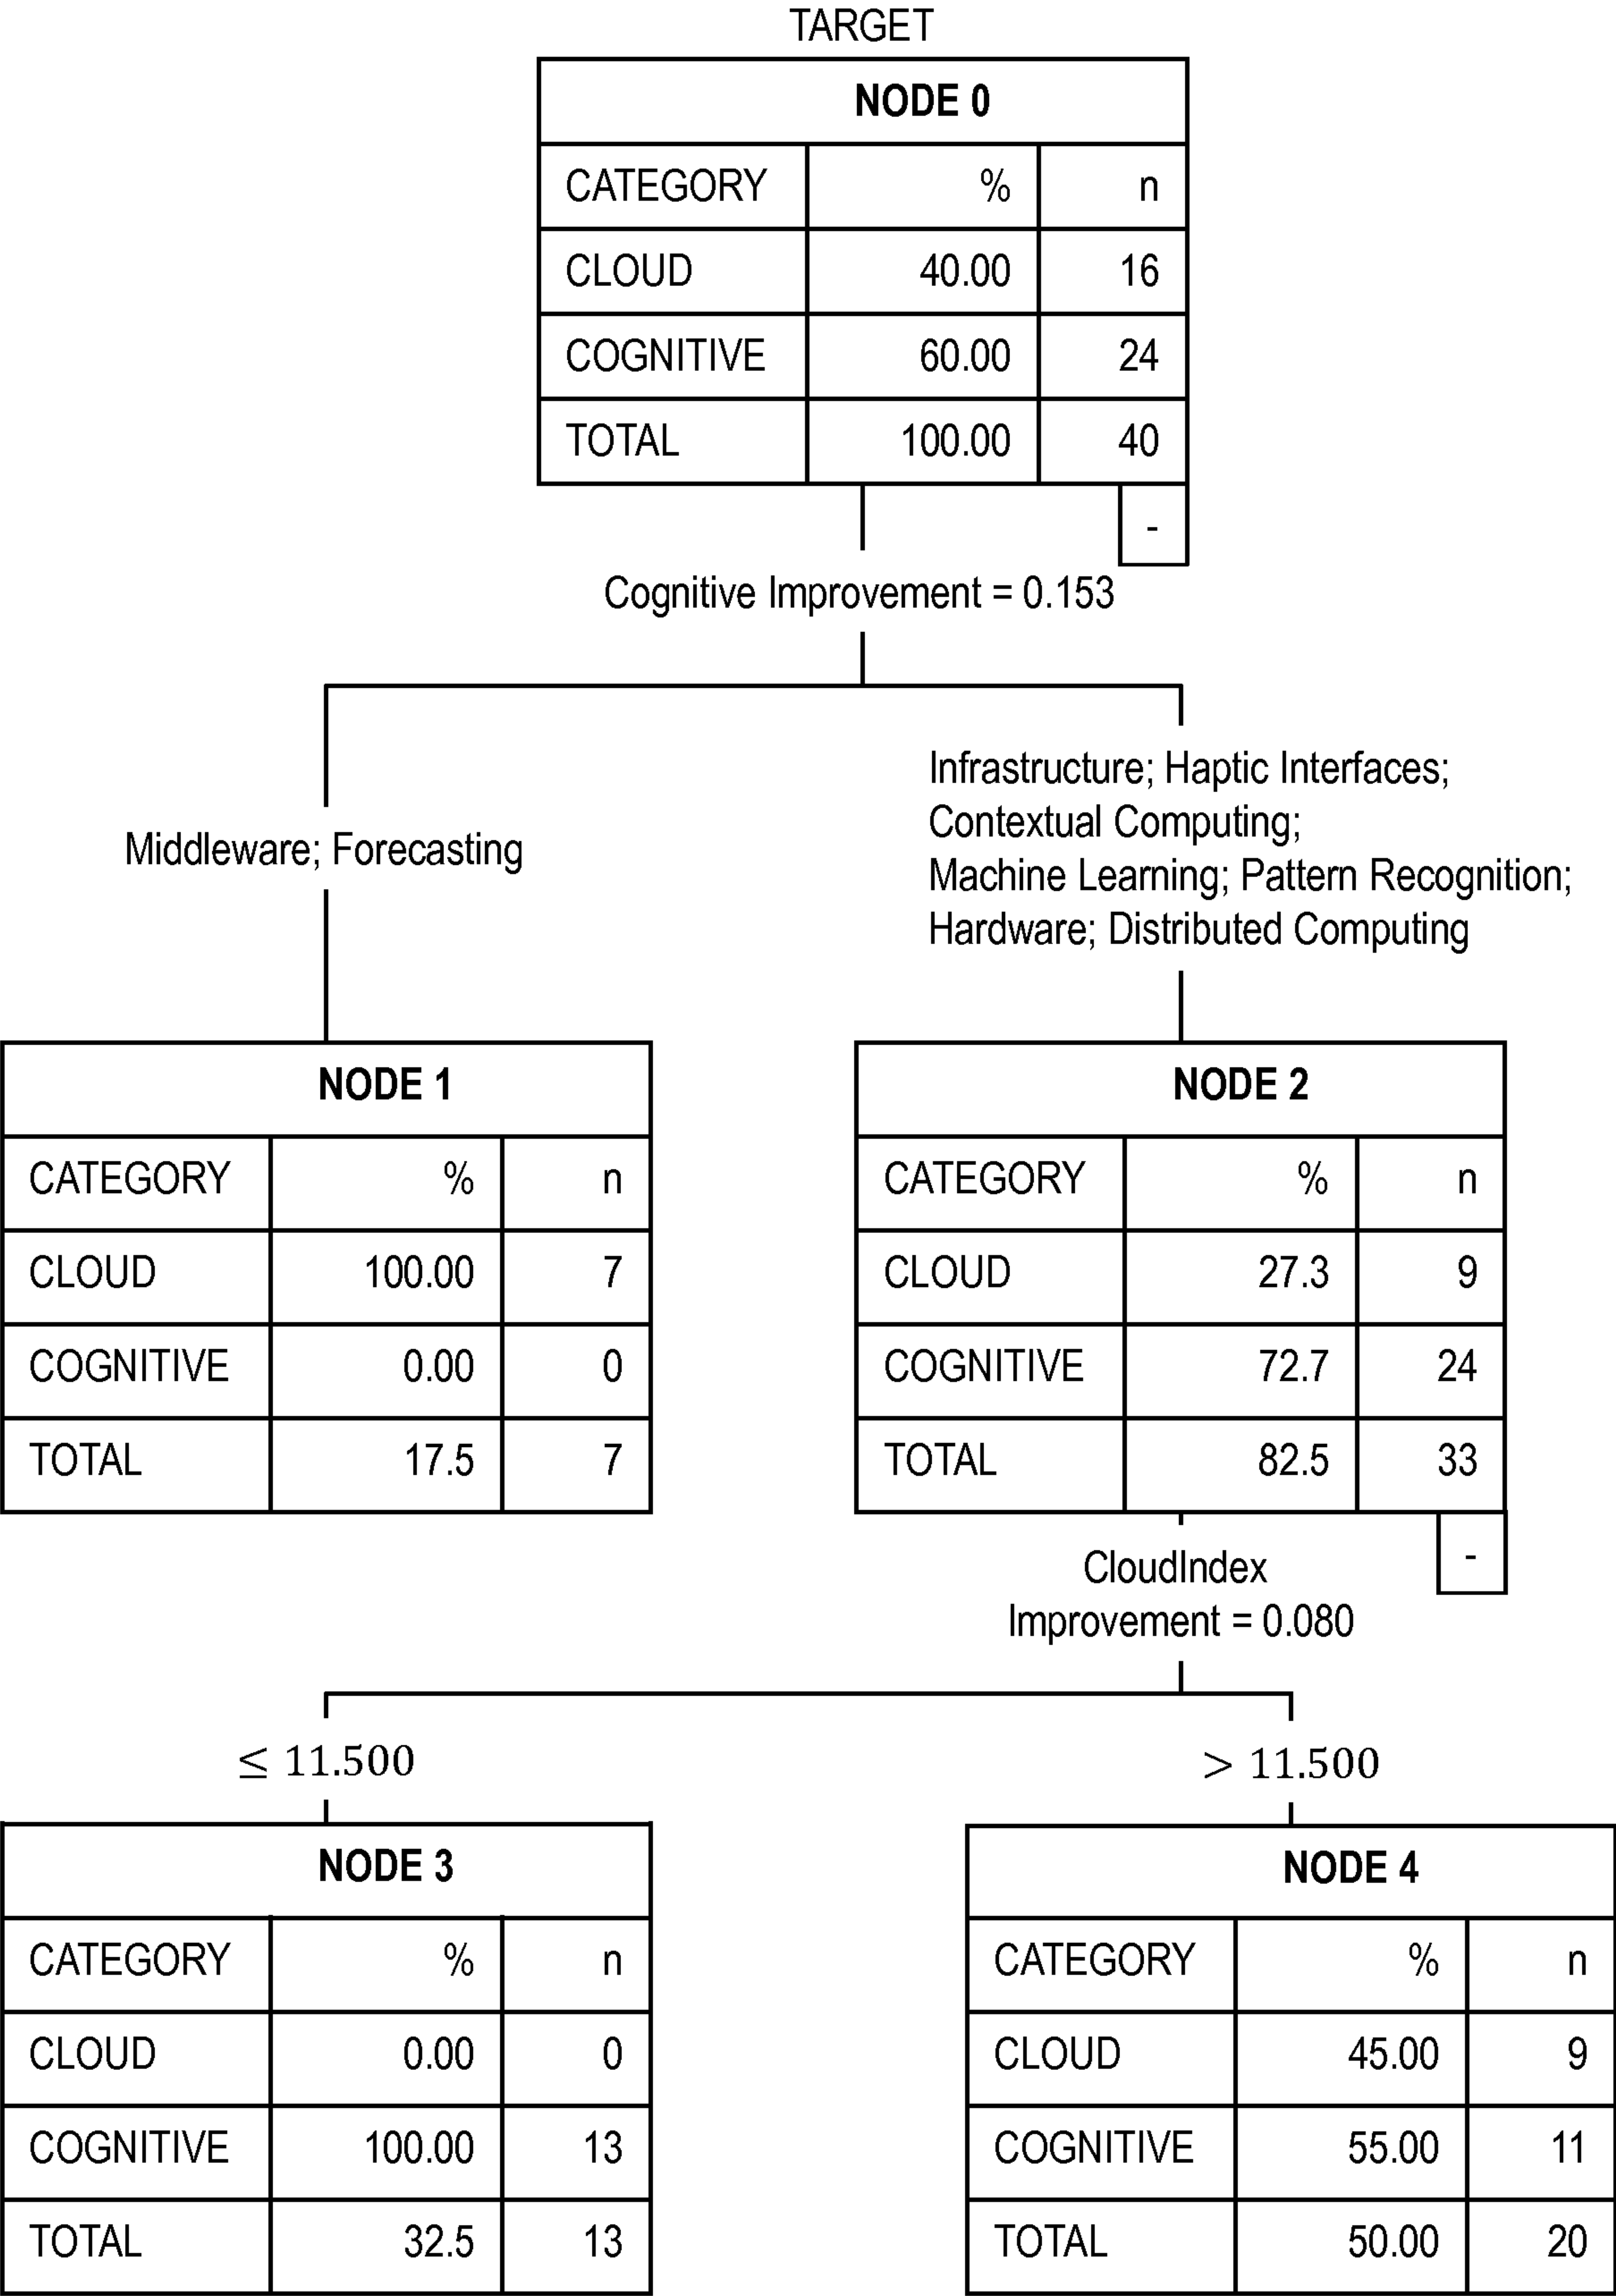 TARGET
NODE 0
CATEGORY % n
CLOUD 40.00 16
COGNITIVE 60.00 24
TOTAL 100.00 40
-
Cognitive Improvement = 0.153
Middleware; Forecasting
Infrastructure; Haptic Interfaces;
Contextual Computing;
Machine Learning; Pattern Recognition;
Hardware; Distributed Computing
NODE 1
CATEGORY % n
CLOUD 100.00 7
COGNITIVE 0.00 0
TOTAL 17.5 7
NODE 2
CATEGORY % n
CLOUD 27.3 9
COGNITIVE 72.7 24
TOTAL 82.5 33
-
CloudIndex
Improvement = 0.080
≤ 11.500
> 11.500
NODE 3
CATEGORY % n
CLOUD 0.00 0
COGNITIVE 100.00 13
TOTAL 32.5 13
NODE 4
CATEGORY % n
CLOUD 45.00 9
COGNITIVE 55.00 11
TOTAL 50.00 20